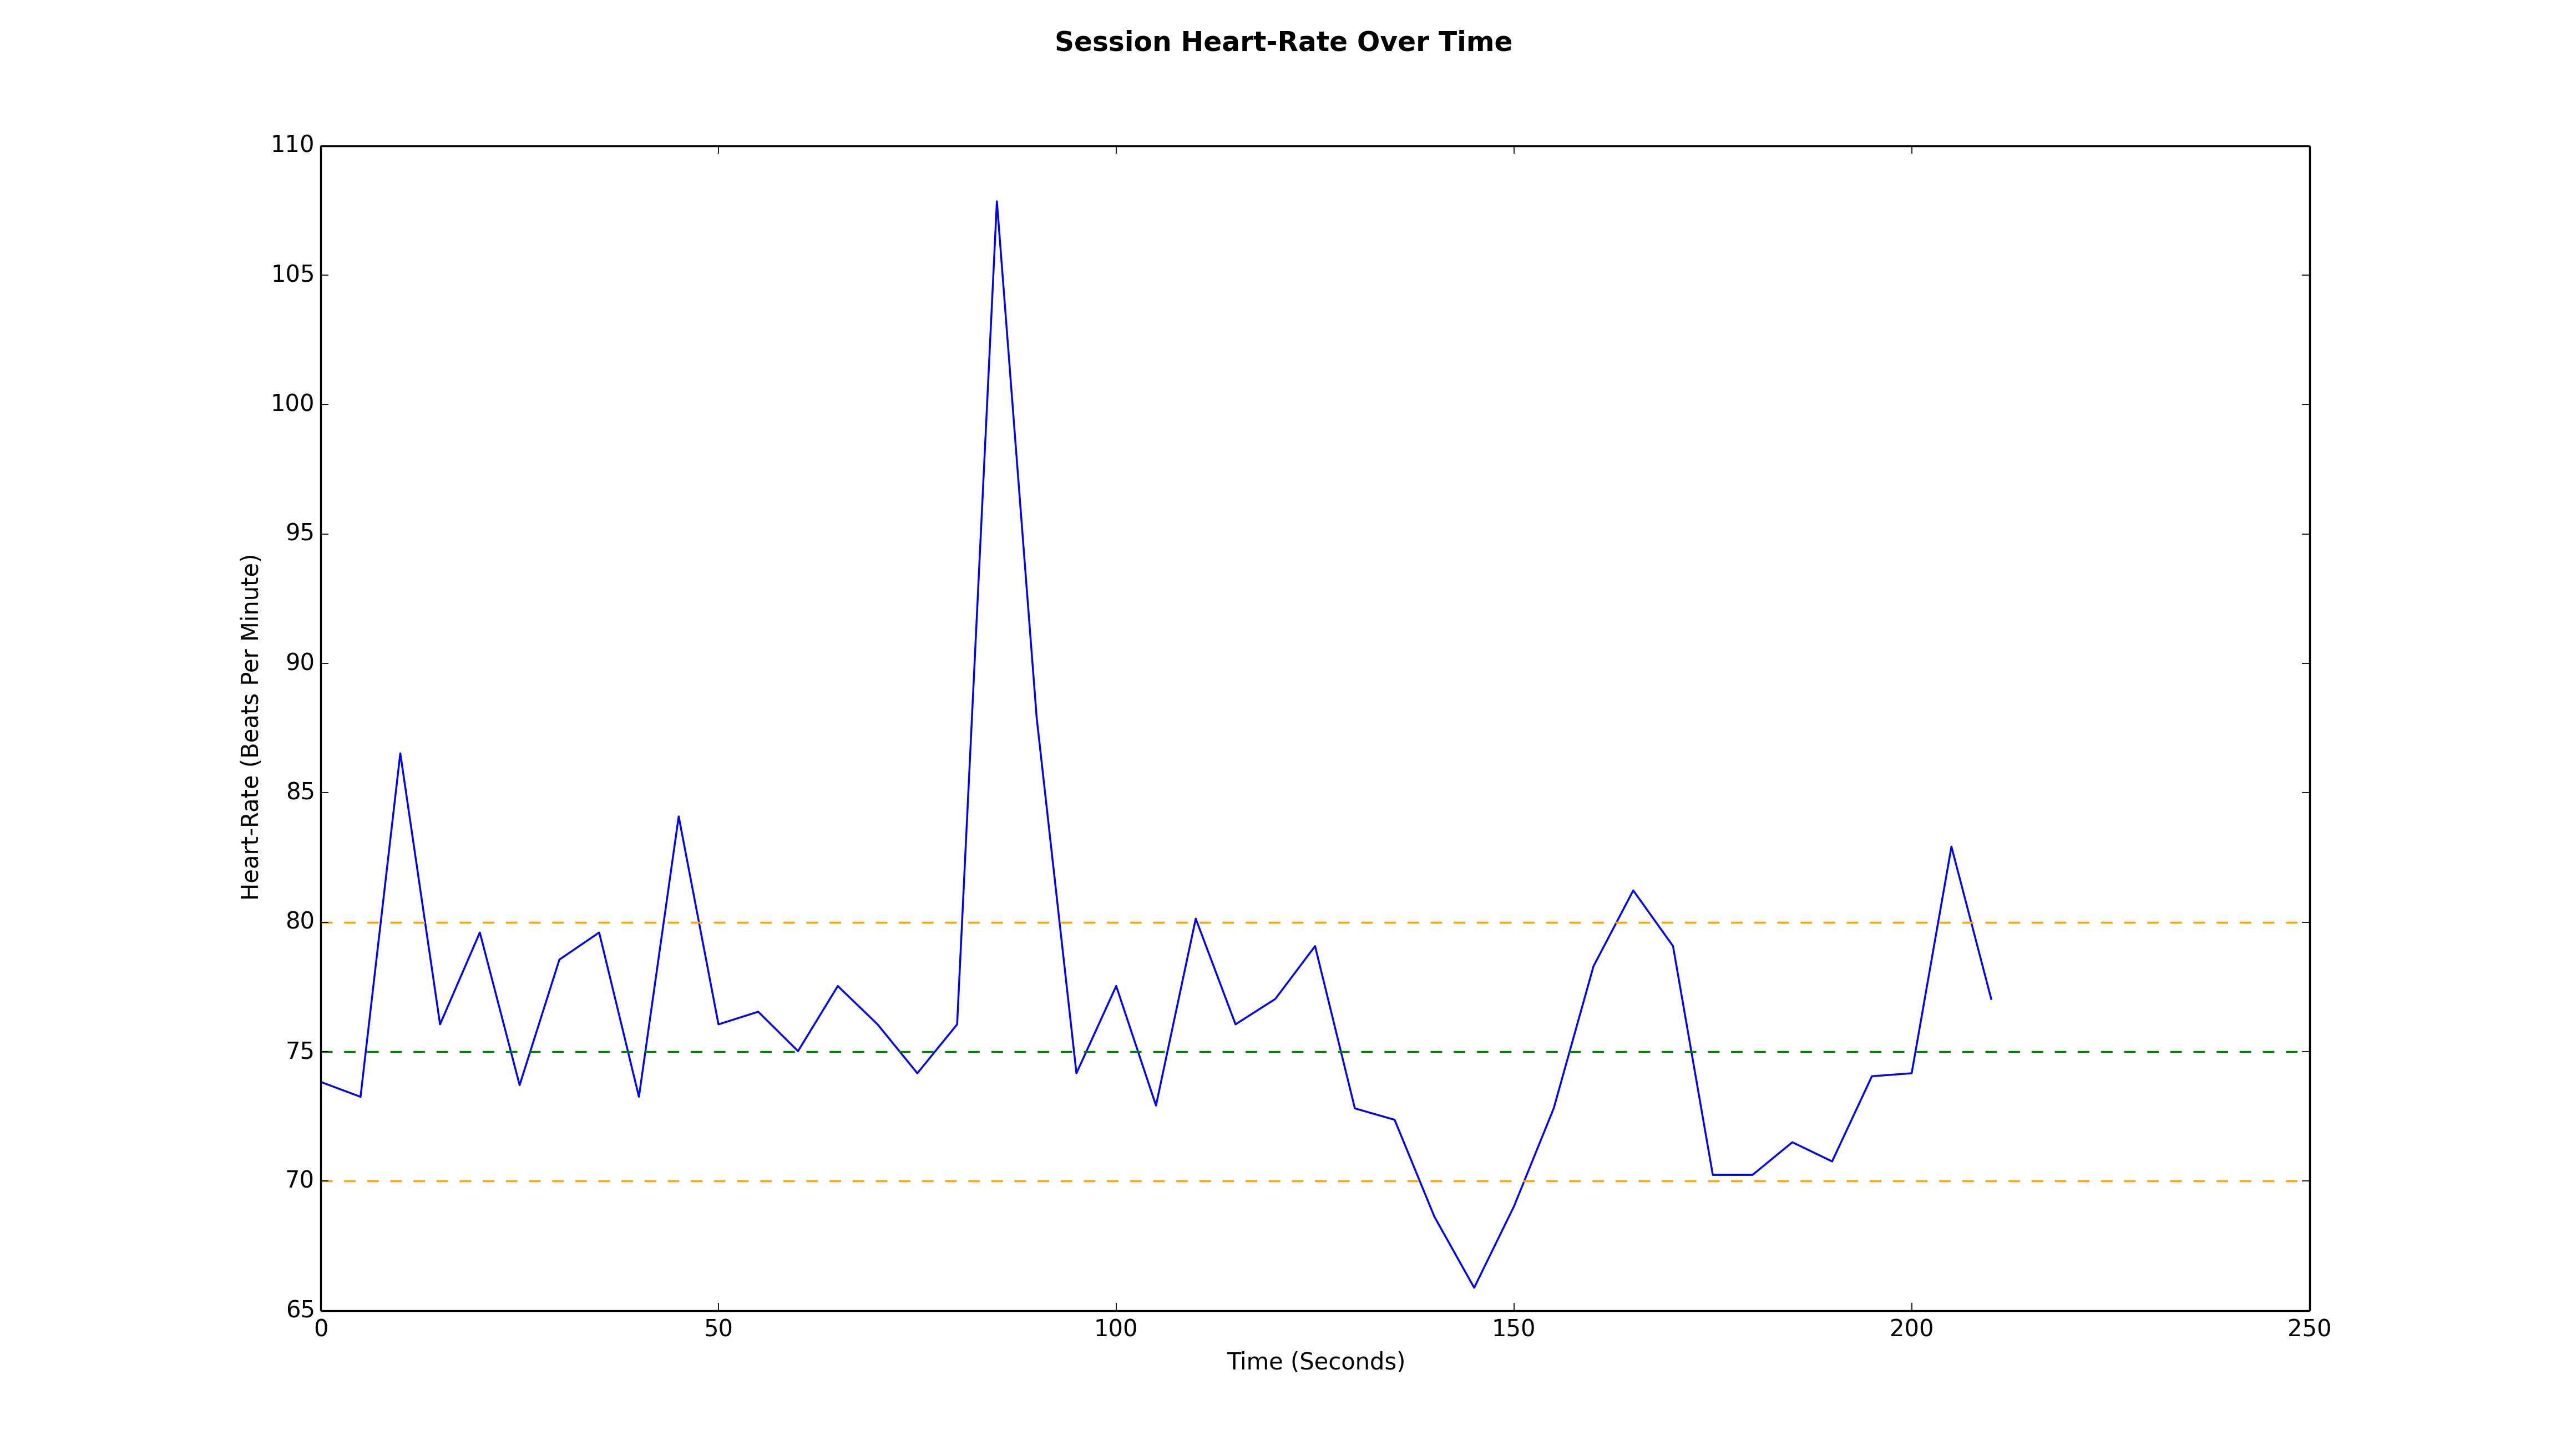 Session Heart-Rate Over Time
110
105
100
95
90
85
80
75
70
65
Heart-Rate (Beats Per Minute)
0 50 100 150 200 250
Time (Seconds)